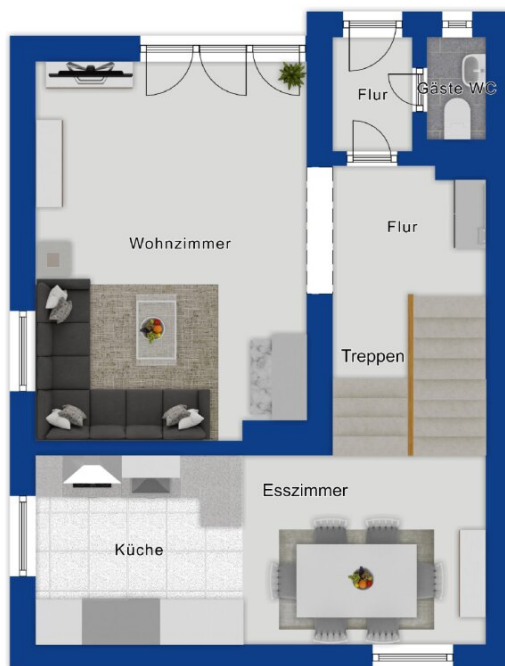 Flur
Gäste WC
Flur
Wohnzimmer
Treppen
Esszimmer
Küche